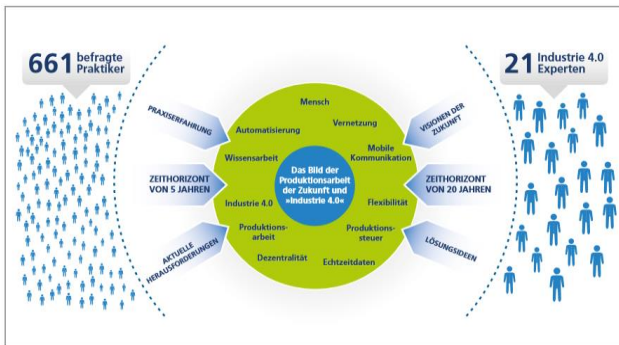 661 befragte
Praktiker
21 Industrie 4.0
Experten
PRAXISERFAHRUNG
ZEITHORIZONT
VON 5 JAHREN
AKTUELLE
HERAUSFORDERUNGEN
Mensch
Automatisierung
Vernetzung
Wissensarbeit
Mobile
Kommunikation
Das Bild der
Produktionsarbeit
der Zukunft und
»Industrie 4.0«
Industrie 4.0
Flexibilität
Produktions-
arbeit
Produktions-
steuer
Dezentralität
Echtzeitdaten
VISIONEN DER
ZUKUNFT
ZEITHORIZONT
VON 20 JAHREN
LÖSUNGSIDEEN